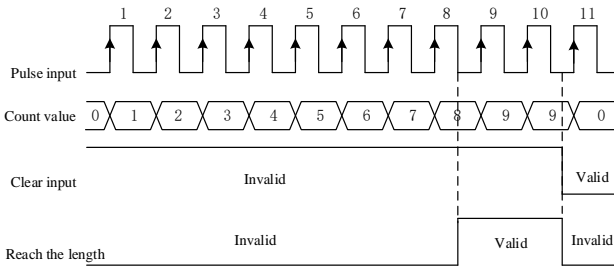 1 2 3 4 5 6 7 8 9 10 11
Pulse input
Count value 0 1 2 3 4 5 6 7 8 9 9 0
Clear input Invalid Valid
Reach the length Invalid Valid Invalid